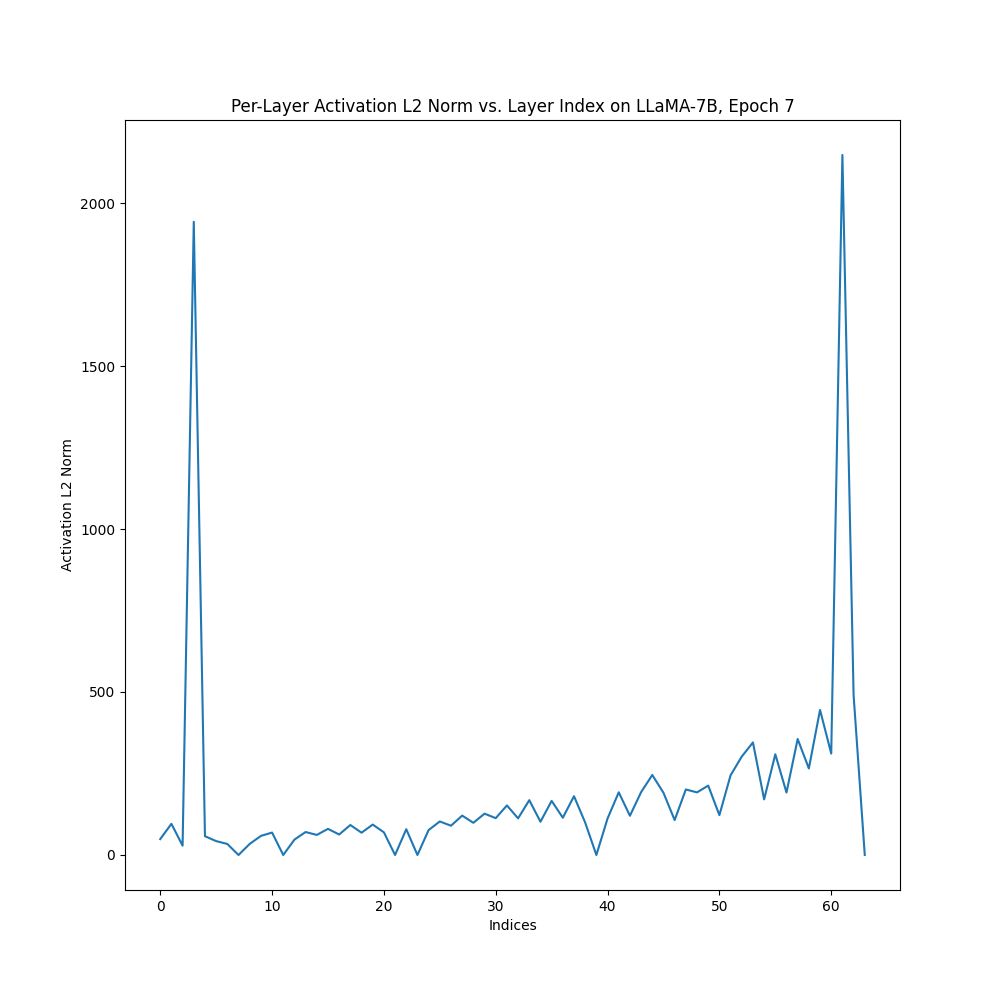 Per-Layer Activation L2 Norm vs. Layer Index on LLaMA-7B, Epoch 7
2000
1500
1000
500
0
Activation L2 Norm
0 10 20 30 40 50 60
Indices